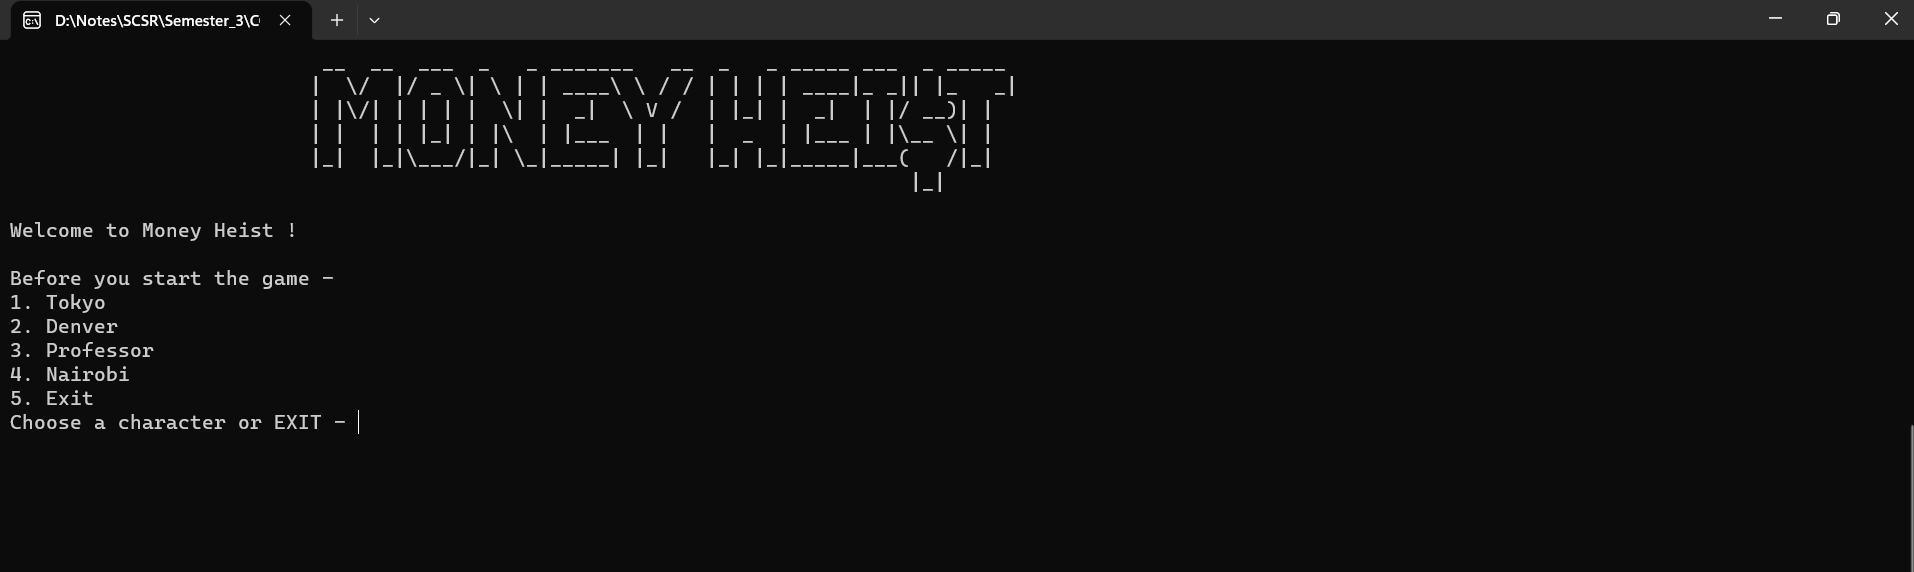 D:\Notes\SCSR\Semester_3\C
MONEY HEIST
Welcome to Money Heist !
Before you start the game -
1. Tokyo
2. Denver
3. Professor
4. Nairobi
5. Exit
Choose a character or EXIT -